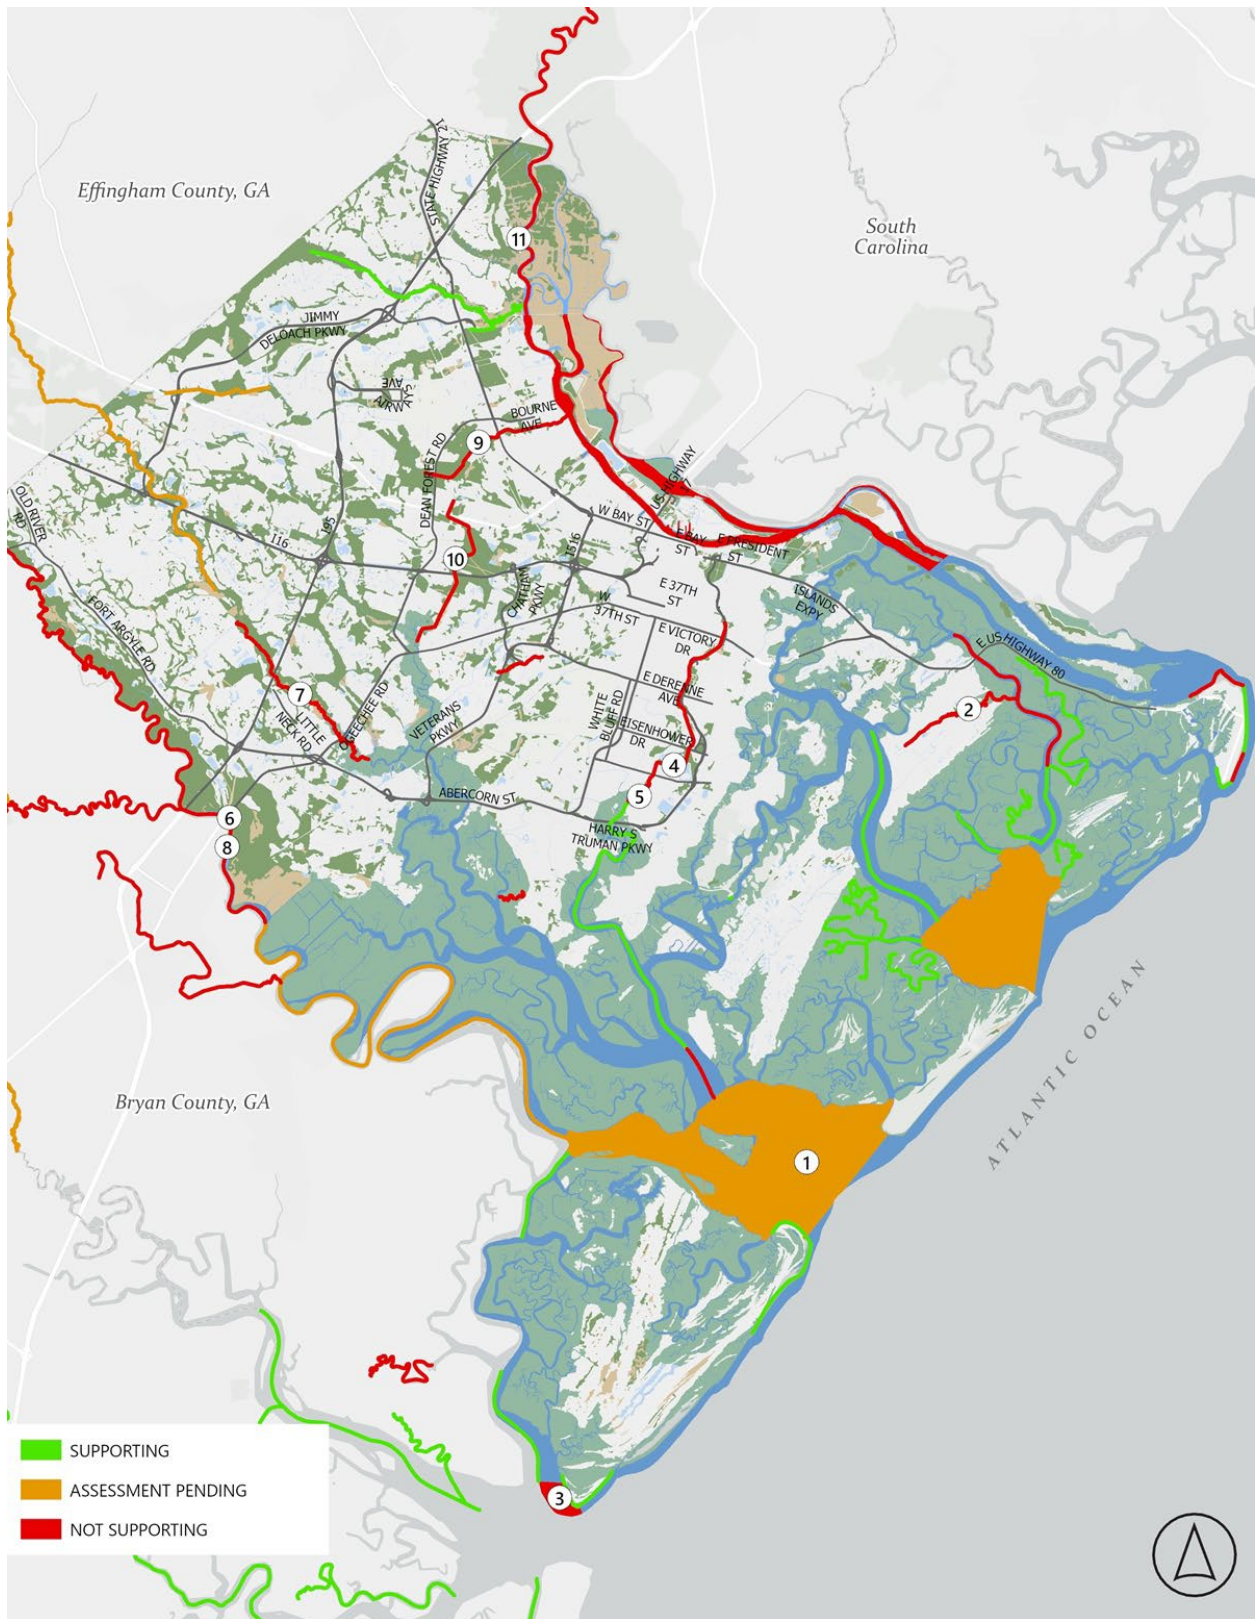 STATE HIGHWAY 21
Effingham County, GA
South
Carolina
11
JIMMY
DELOACH PKWY
AIRWAYS
AVE
BOURNE
AVE
9
DEAN FOREST RD
US HIGHWAY
17
OLD RIVER
RD
I16
I95
W BAY ST
E BAY
ST
E PRESIDENT
ST
10
I516
CHATHAM
PKWY
E 37TH
ST
W
37TH ST
ISLANDS
EXPY
FORT ARGYLE RD
E VICTORY
DR
E US HIGHWAY 80
7
LITTLE
NECK RD
OGEECHEE RD
VETERANS
PKWY
WHITE
BLUFF RD
E DERENNE
AVE
EISENHOWER
DR
2
4
5
ABERCORN ST
6
8
HARRY S
TRUMAN PKWY
ATLANTIC OCEAN
Bryan County, GA
1
SUPPORTING
ASSESSMENT PENDING
NOT SUPPORTING
3